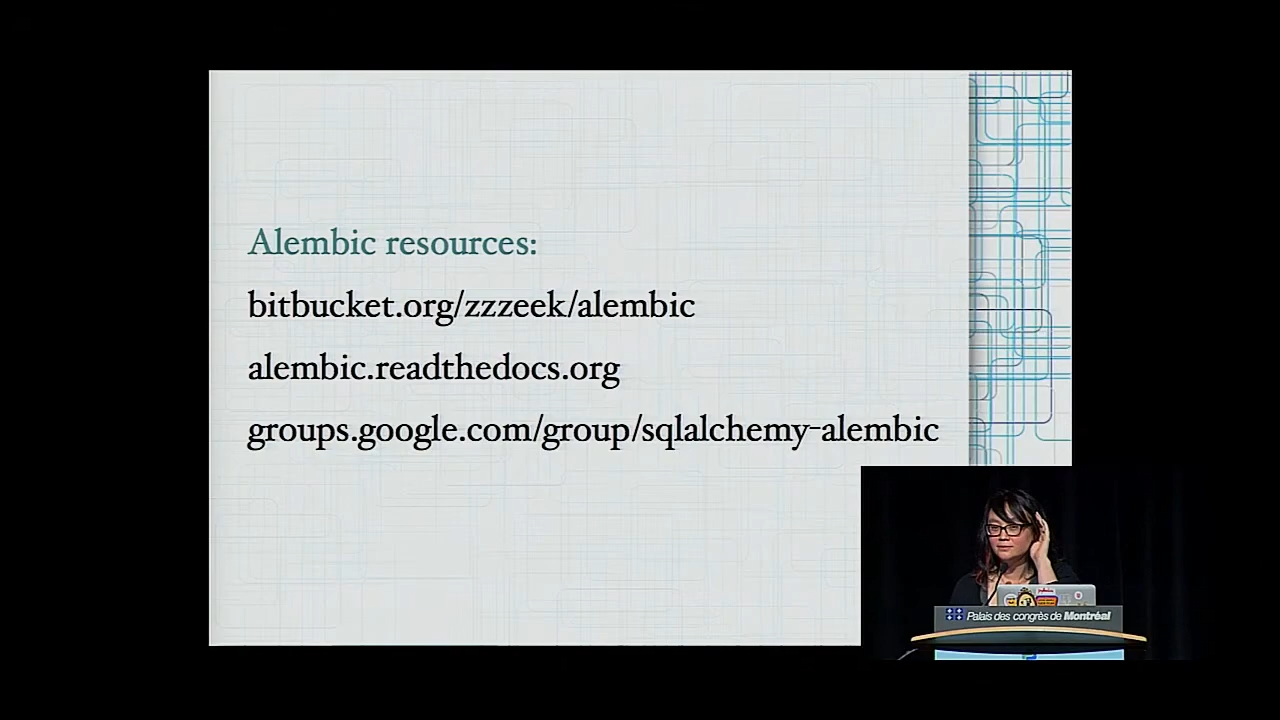 Alembic resources:
bitbucket.org/zzzeek/alembic
alembic.readthedocs.org
groups.google.com/group/sqlalchemy-alembic
Palais des congrès de Montréal